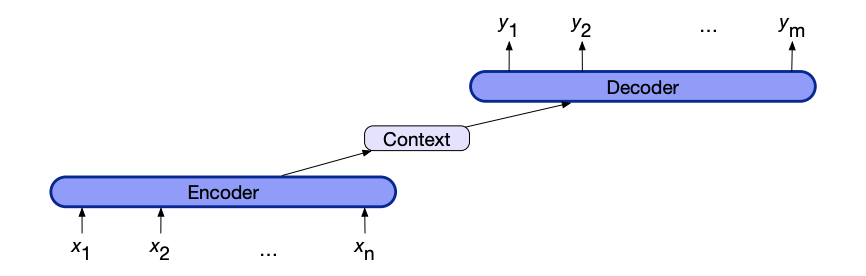 y1 y2 ... ym
Decoder
Context
Encoder
x1 x2 ... xn